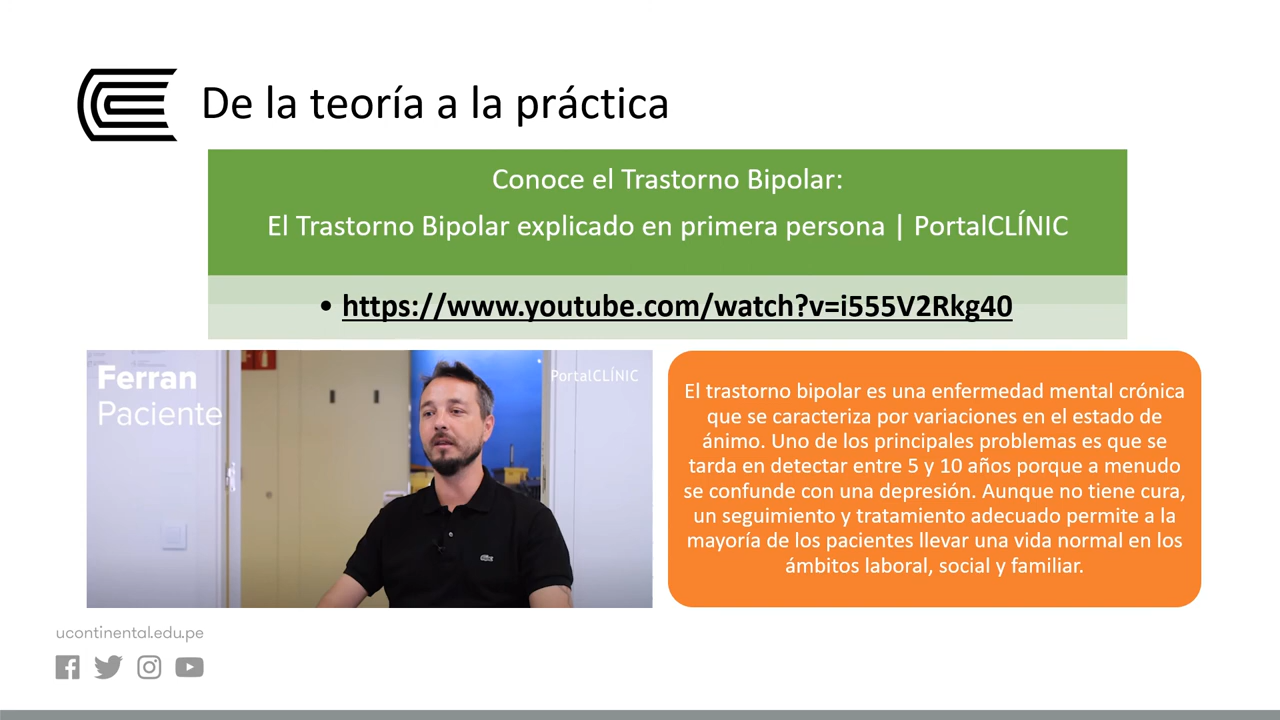 De la teoría a la práctica
Conoce el Trastorno Bipolar:
El Trastorno Bipolar explicado en primera persona | PortalCLÍNIC
• https://www.youtube.com/watch?v=i555V2Rkg40
Ferran
Paciente
PortalCLÍNIC
El trastorno bipolar es una enfermedad mental crónica
que se caracteriza por variaciones en el estado de
ánimo. Uno de los principales problemas es que se
tarda en detectar entre 5 y 10 años porque a menudo
se confunde con una depresión. Aunque no tiene cura,
un seguimiento y tratamiento adecuado permite a la
mayoría de los pacientes llevar una vida normal en los
ámbitos laboral, social y familiar.
ucontinental.edu.pe